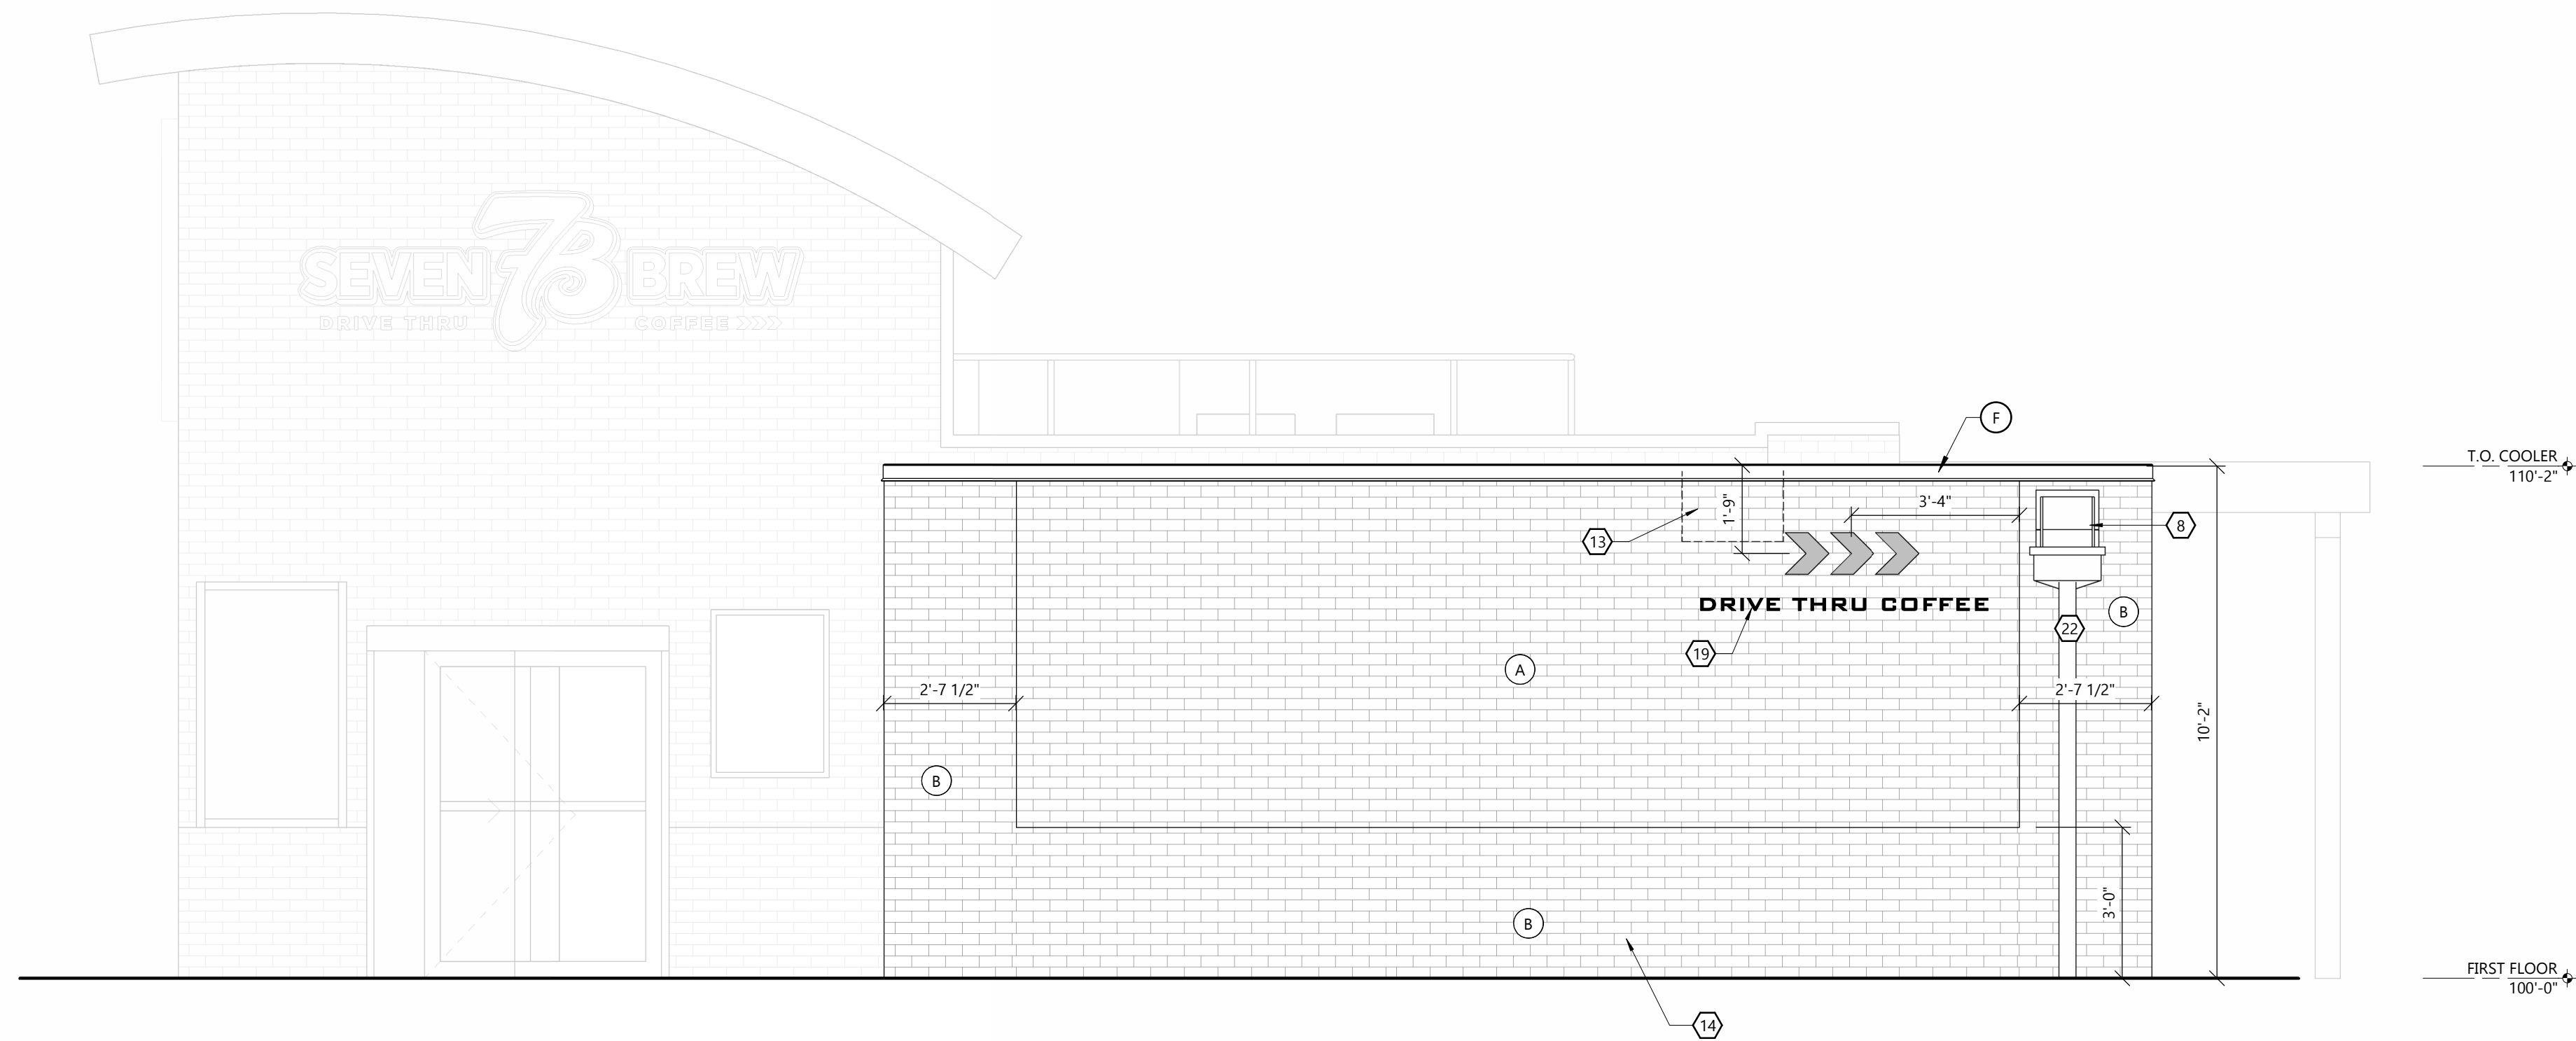 SEVEN 7B BREW
DRIVE THRU COFFEE
F
T.O. COOLER
110'-2"
1'-9"
3'-4"
13
8
DRIVE THRU COFFEE
B
22
19
A
2'-7 1/2"
2'-7 1/2"
10'-2"
B
3'-0"
B
FIRST FLOOR
100'-0"
14